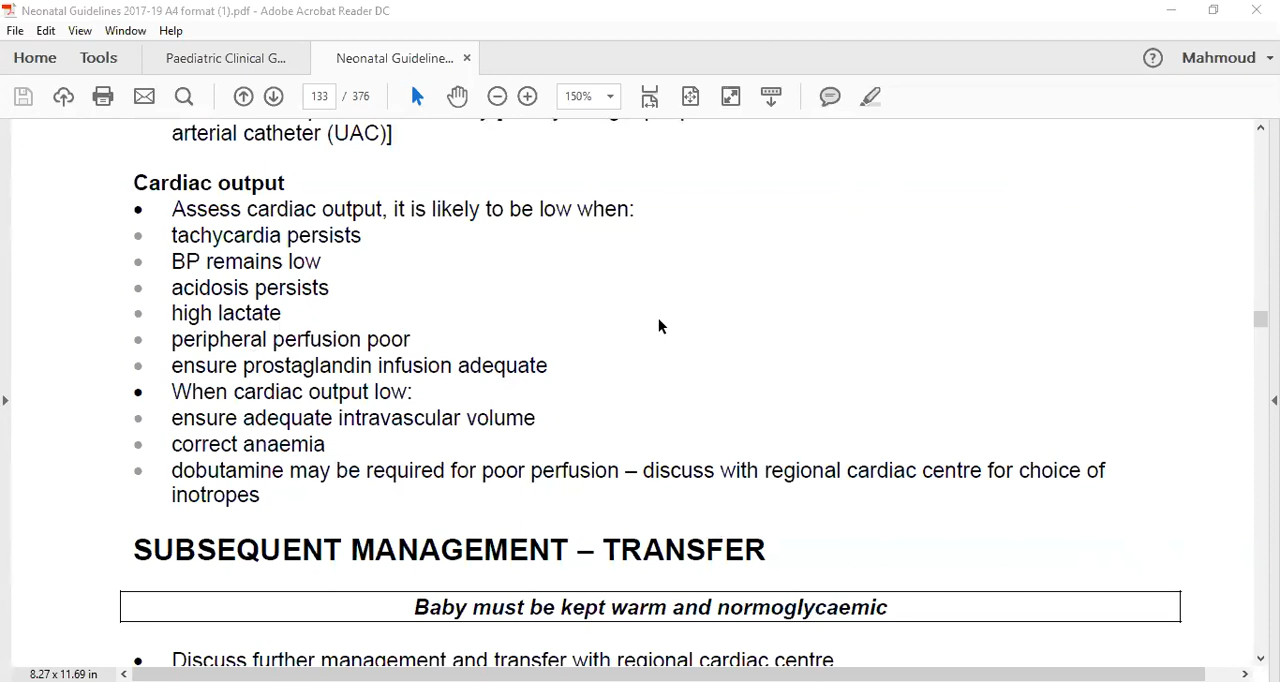 Neonatal Guidelines 2017-19 A4 format (1).pdf - Adobe Acrobat Reader DC
File Edit View Window Help
Home Tools Paediatric Clinical G... Neonatal Guideline... × Mahmoud
133 / 376 150%
arterial catheter (UAC)]
Cardiac output
• Assess cardiac output, it is likely to be low when:
• tachycardia persists
• BP remains low
• acidosis persists
• high lactate
• peripheral perfusion poor
• ensure prostaglandin infusion adequate
• When cardiac output low:
• ensure adequate intravascular volume
• correct anaemia
• dobutamine may be required for poor perfusion – discuss with regional cardiac centre for choice of
inotropes
SUBSEQUENT MANAGEMENT – TRANSFER
Baby must be kept warm and normoglycaemic
• Discuss further management and transfer with regional cardiac centre
8.27 x 11.69 in